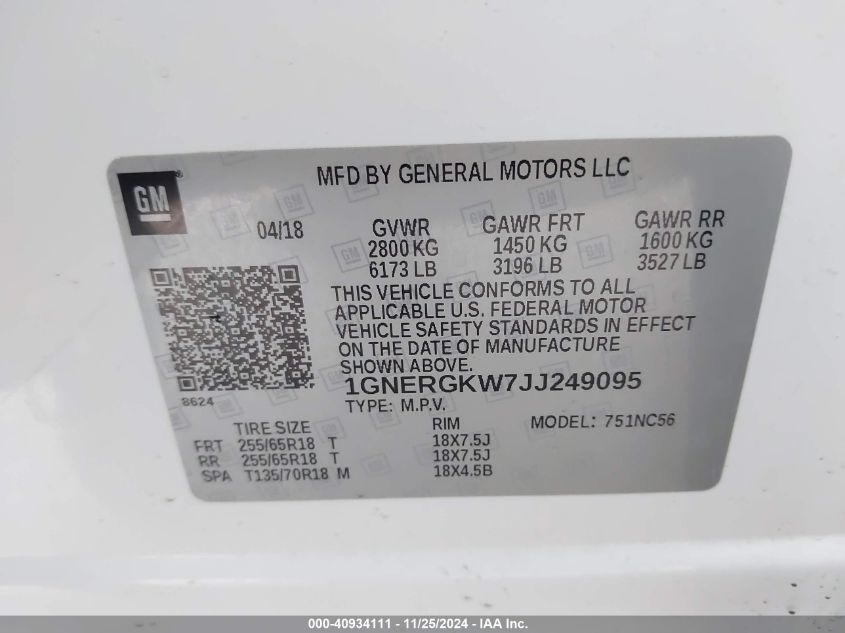 GM
MFD BY GENERAL MOTORS LLC
04/18
GVWR
2800 KG
6173 LB
GAWR FRT
1450 KG
3196 LB
GAWR RR
1600 KG
3527 LB
THIS VEHICLE CONFORMS TO ALL
APPLICABLE U.S. FEDERAL MOTOR
VEHICLE SAFETY STANDARDS IN EFFECT
ON THE DATE OF MANUFACTURE
SHOWN ABOVE.
8624
1GNERGKW7JJ249095
TYPE: M.P.V.
MODEL: 751NC56
TIRE SIZE RIM
FRT 255/65R18 T 18X7.5J
RR 255/65R18 T 18X7.5J
SPA T135/70R18 M 18X4.5B
000-40934111 - 11/25/2024 - IAA Inc.